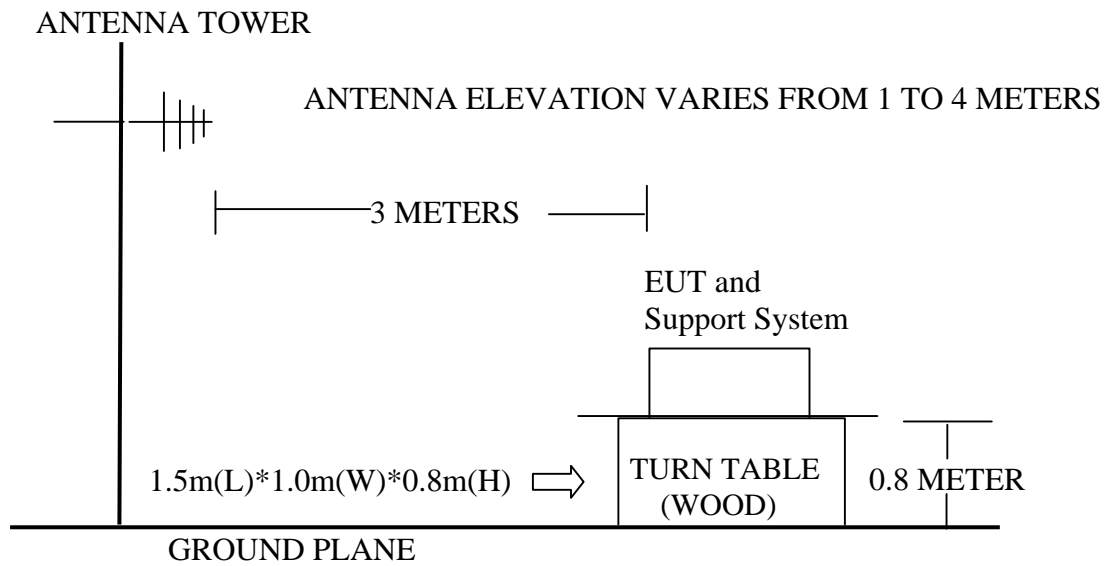 ANTENNA TOWER
ANTENNA ELEVATION VARIES FROM 1 TO 4 METERS
3 METERS
EUT and
Support System
1.5m(L)*1.0m(W)*0.8m(H)
TURN TABLE
(WOOD)
0.8 METER
GROUND PLANE